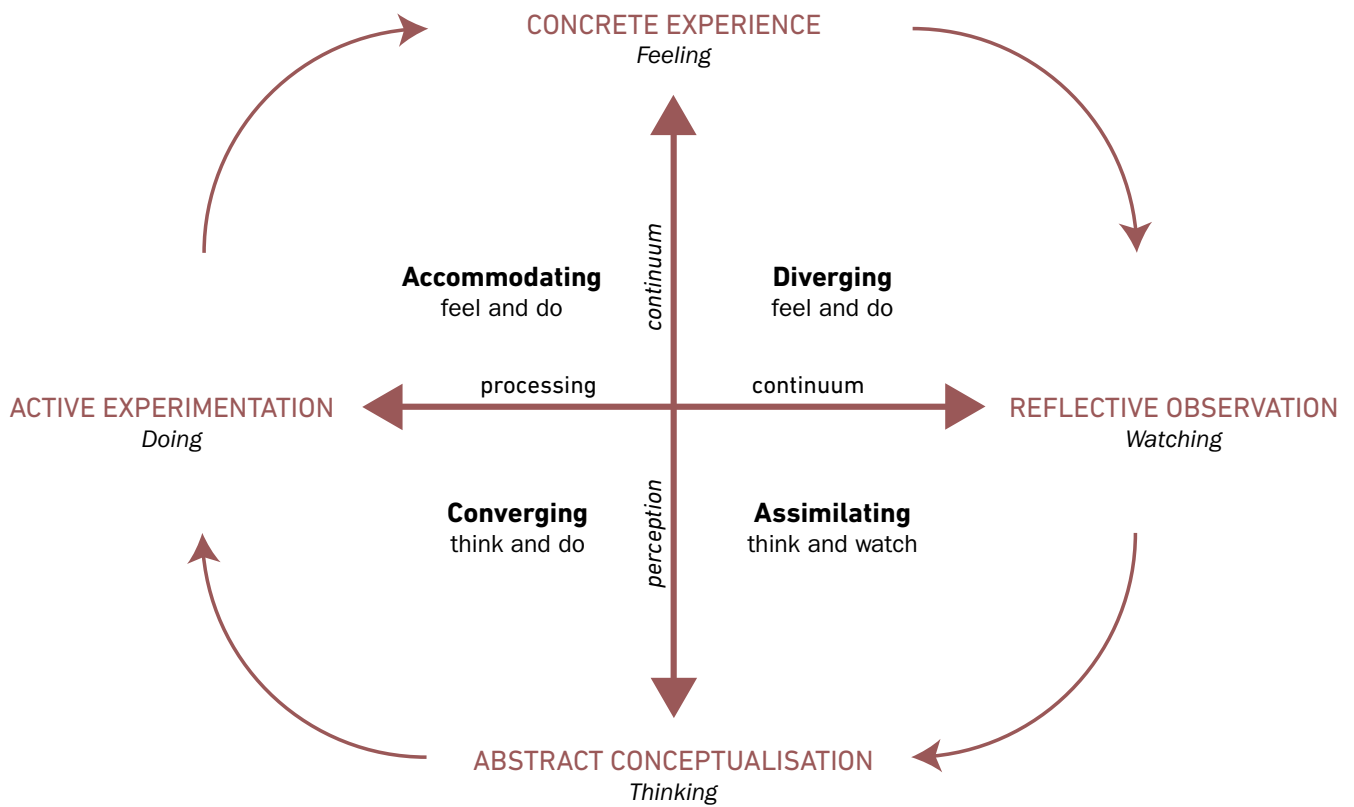 CONCRETE EXPERIENCE
Feeling
continuum
Accommodating
feel and do
Diverging
feel and do
processing
continuum
ACTIVE EXPERIMENTATION
Doing
REFLECTIVE OBSERVATION
Watching
perception
Converging
think and do
Assimilating
think and watch
ABSTRACT CONCEPTUALISATION
Thinking